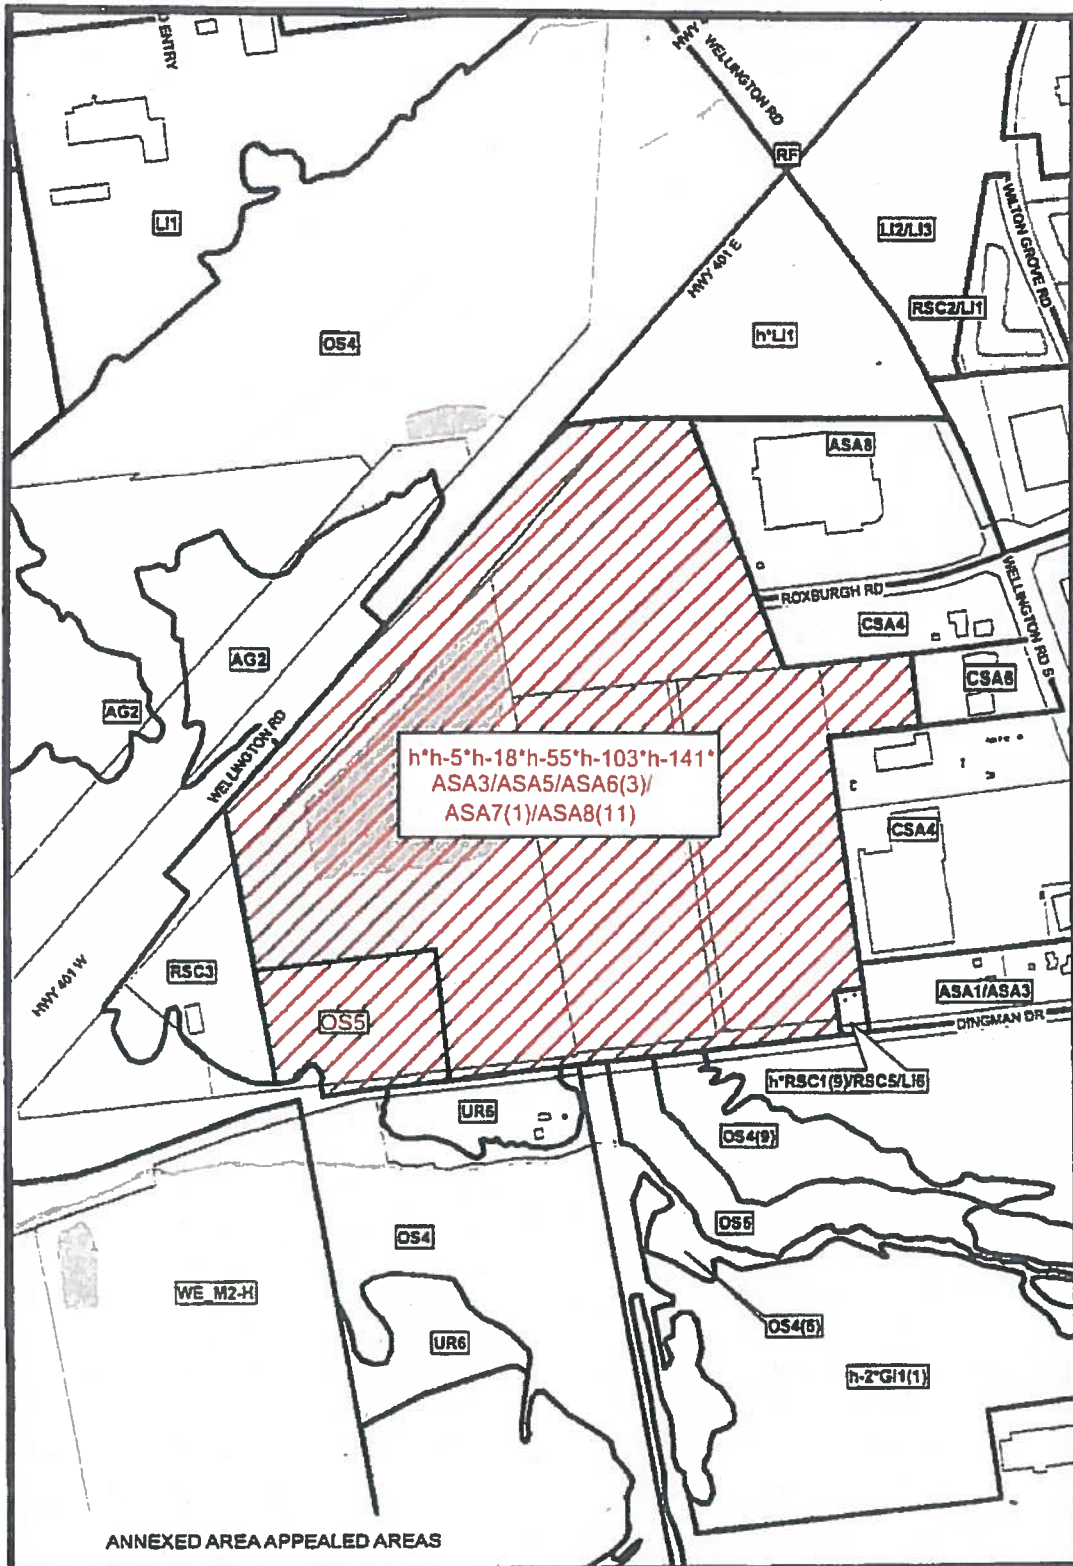 D ENTRY
HWY
WELLINGTON RD
RF
WILTON GROVE RD
LI1
LI2/LI3
HWY 401 E
RSC2/LI1
OS4
h*LI1
ASA8
ROXBURGH RD
WELLINGTON RD S
CSA4
AG2
CSA6
AG2
WELLINGTON RD
h*h-5*h-18*h-55*h-103*h-141*
ASA3/ASA5/ASA6(3)/
ASA7(1)/ASA8(11)
CSA4
HWY 401 W
RSC3
ASA1/ASA3
OS5
DINGMAN DR
h*RSC1(9)/RSC5/LI6
UR6
OS4(9)
OS5
OS4
WE_M2-H
OS4(5)
UR6
h-2*GI1(1)
ANNEXED AREA APPEALED AREAS